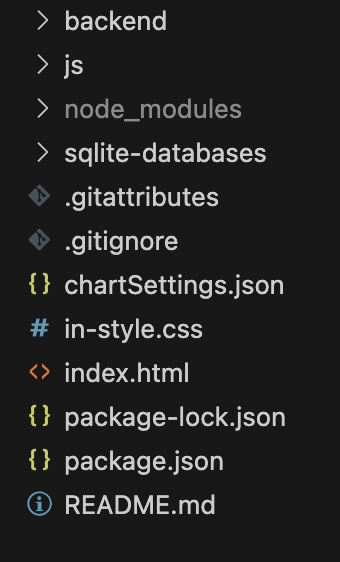 backend
js
node_modules
sqlite-databases
.gitattributes
.gitignore
{} chartSettings.json
# in-style.css
<> index.html
{} package-lock.json
{} package.json
README.md